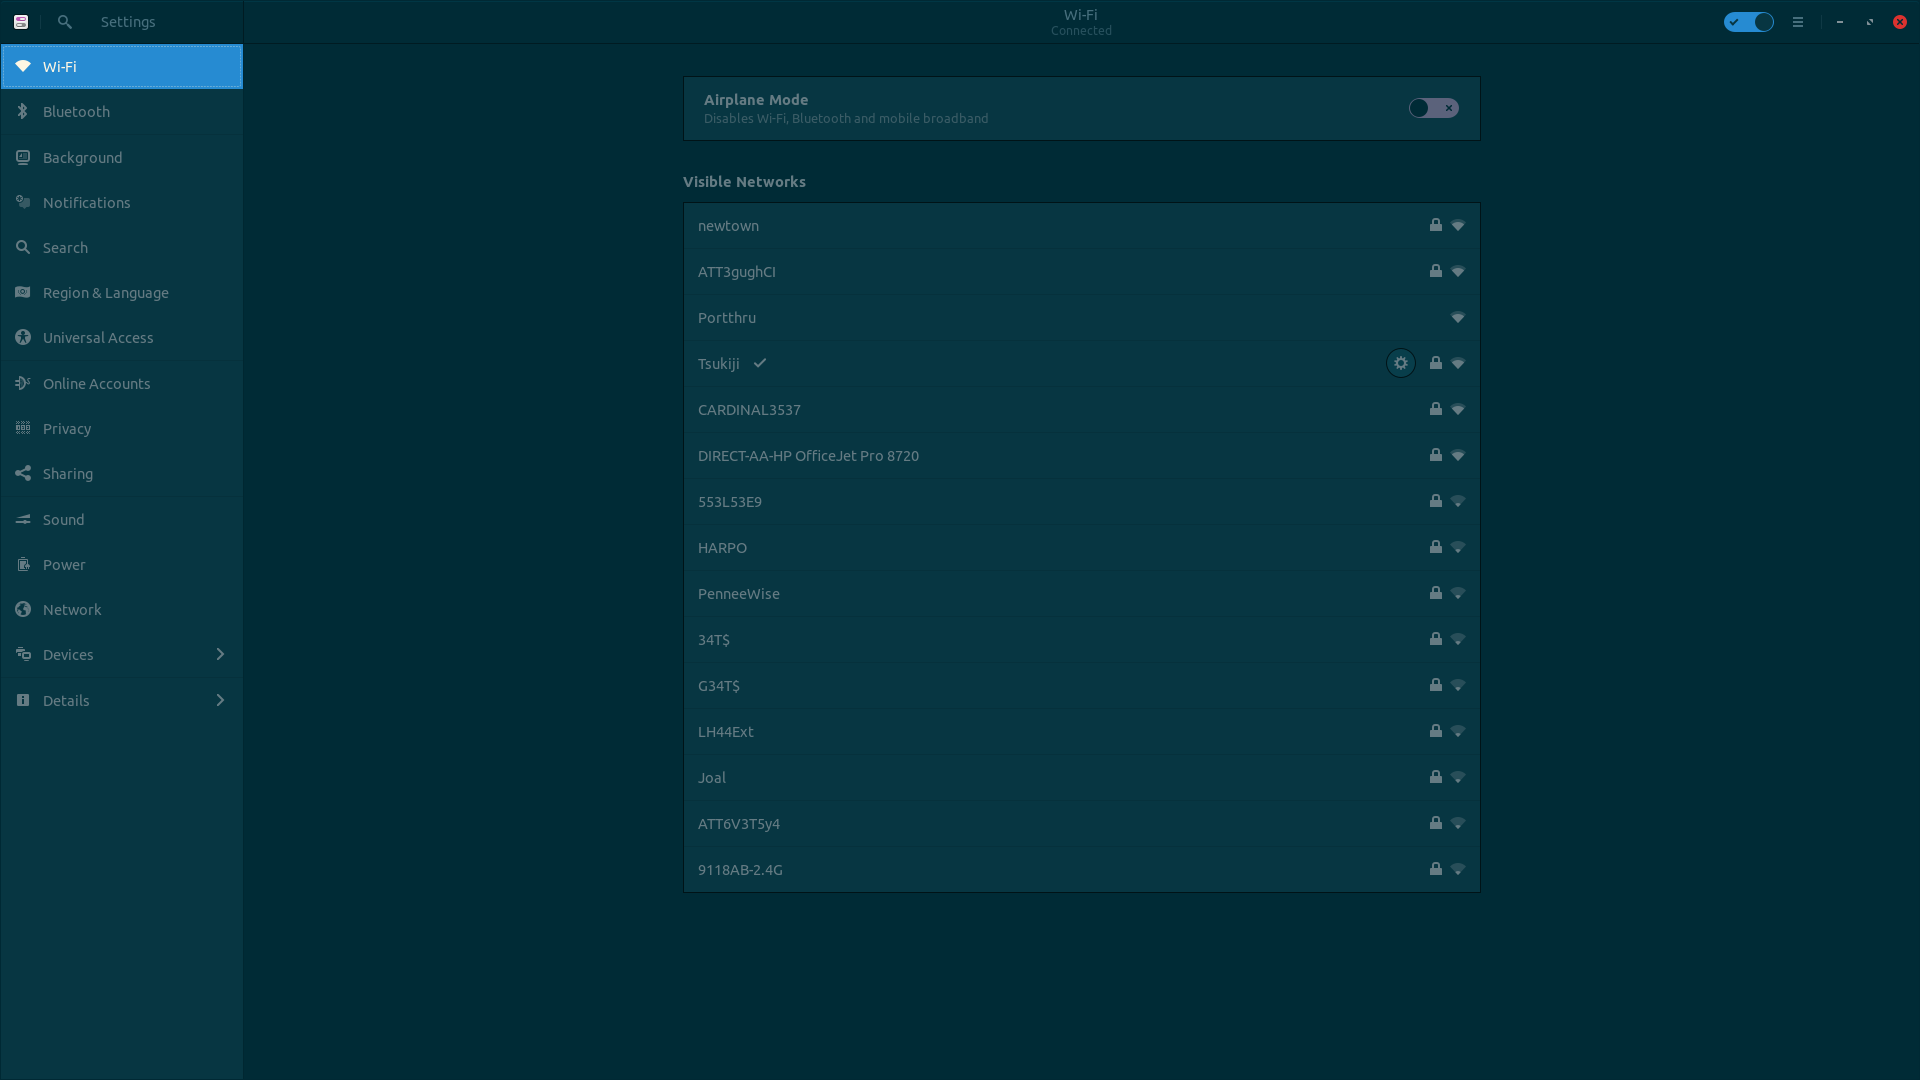 Settings
Wi-Fi
Connected
Wi-Fi
Bluetooth
Background
Notifications
Search
Region & Language
Universal Access
Online Accounts
Privacy
Sharing
Sound
Power
Network
Devices
Details
Airplane Mode
Disables Wi-Fi, Bluetooth and mobile broadband
Visible Networks
newtown
ATT3gughCI
Portthru
Tsukiji
CARDINAL3537
DIRECT-AA-HP OfficeJet Pro 8720
553L53E9
HARPO
PenneeWise
34T$
G34T$
LH44Ext
Joal
ATT6V3T5y4
9118AB-2.4G